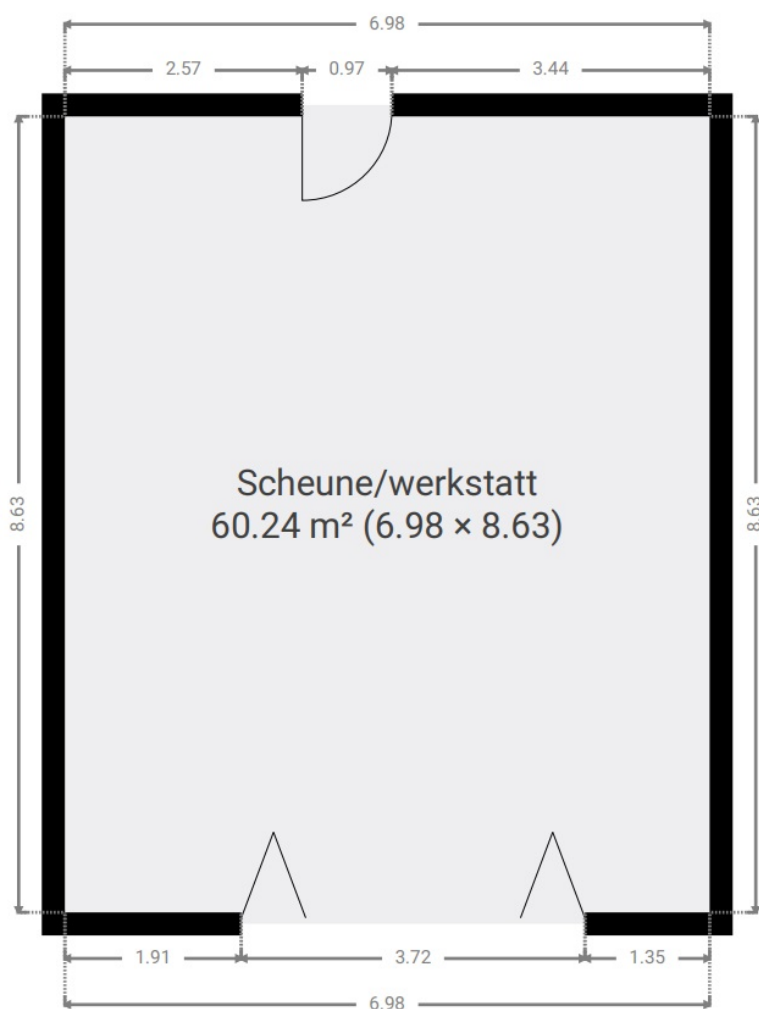 6.98
2.57 0.97 3.44
8.63
8.63
Scheune/werkstatt
60.24 m² (6.98 × 8.63)
1.91 3.72 1.35
6.98